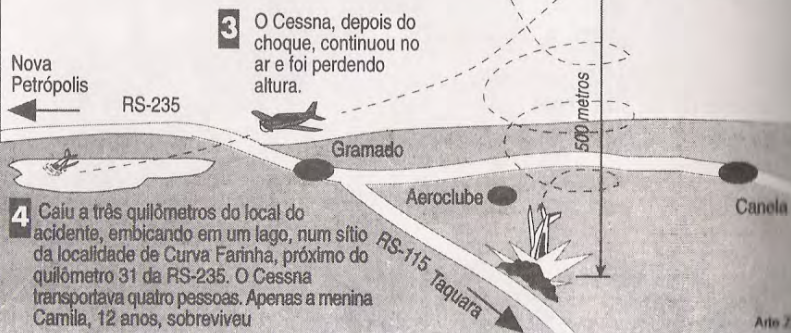 3 O Cessna, depois do
choque, continuou no
ar e foi perdendo
altura.
Nova
Petrópolis
RS-235
500 metros
Gramado
Aeroclube
Canela
4 Caiu a três quilômetros do local do
acidente, embicando em um lago, num sítio
da localidade de Curva Farinha, próximo do
quilômetro 31 da RS-235. O Cessna
transportava quatro pessoas. Apenas a menina
Camila, 12 anos, sobreviveu
RS-115
Taquara
Arte Z